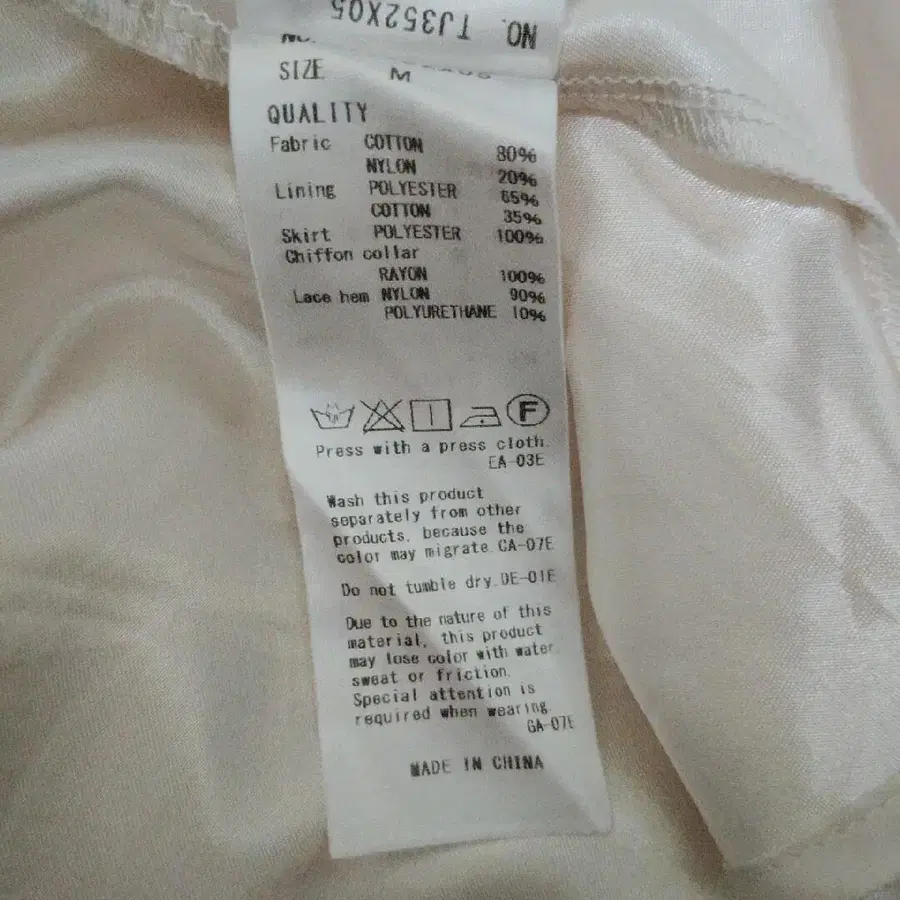 NO. TJ352X05
SIZE M
QUALITY
Fabric COTTON 80%
NYLON 20%
Lining POLYESTER 65%
COTTON 35%
Skirt POLYESTER 100%
Chiffon collar
RAYON 100%
Lace hem NYLON 90%
POLYURETHANE 10%
F
Press with a press cloth.
EA-03E
Wash this product
separately from other
products, because the
color may migrate. CA-07E
Do not tumble dry. DE-01E
Due to the nature of this
material, this product
may lose color with water,
sweat or friction.
Special attention is
required when wearing.
GA-07E
MADE IN CHINA